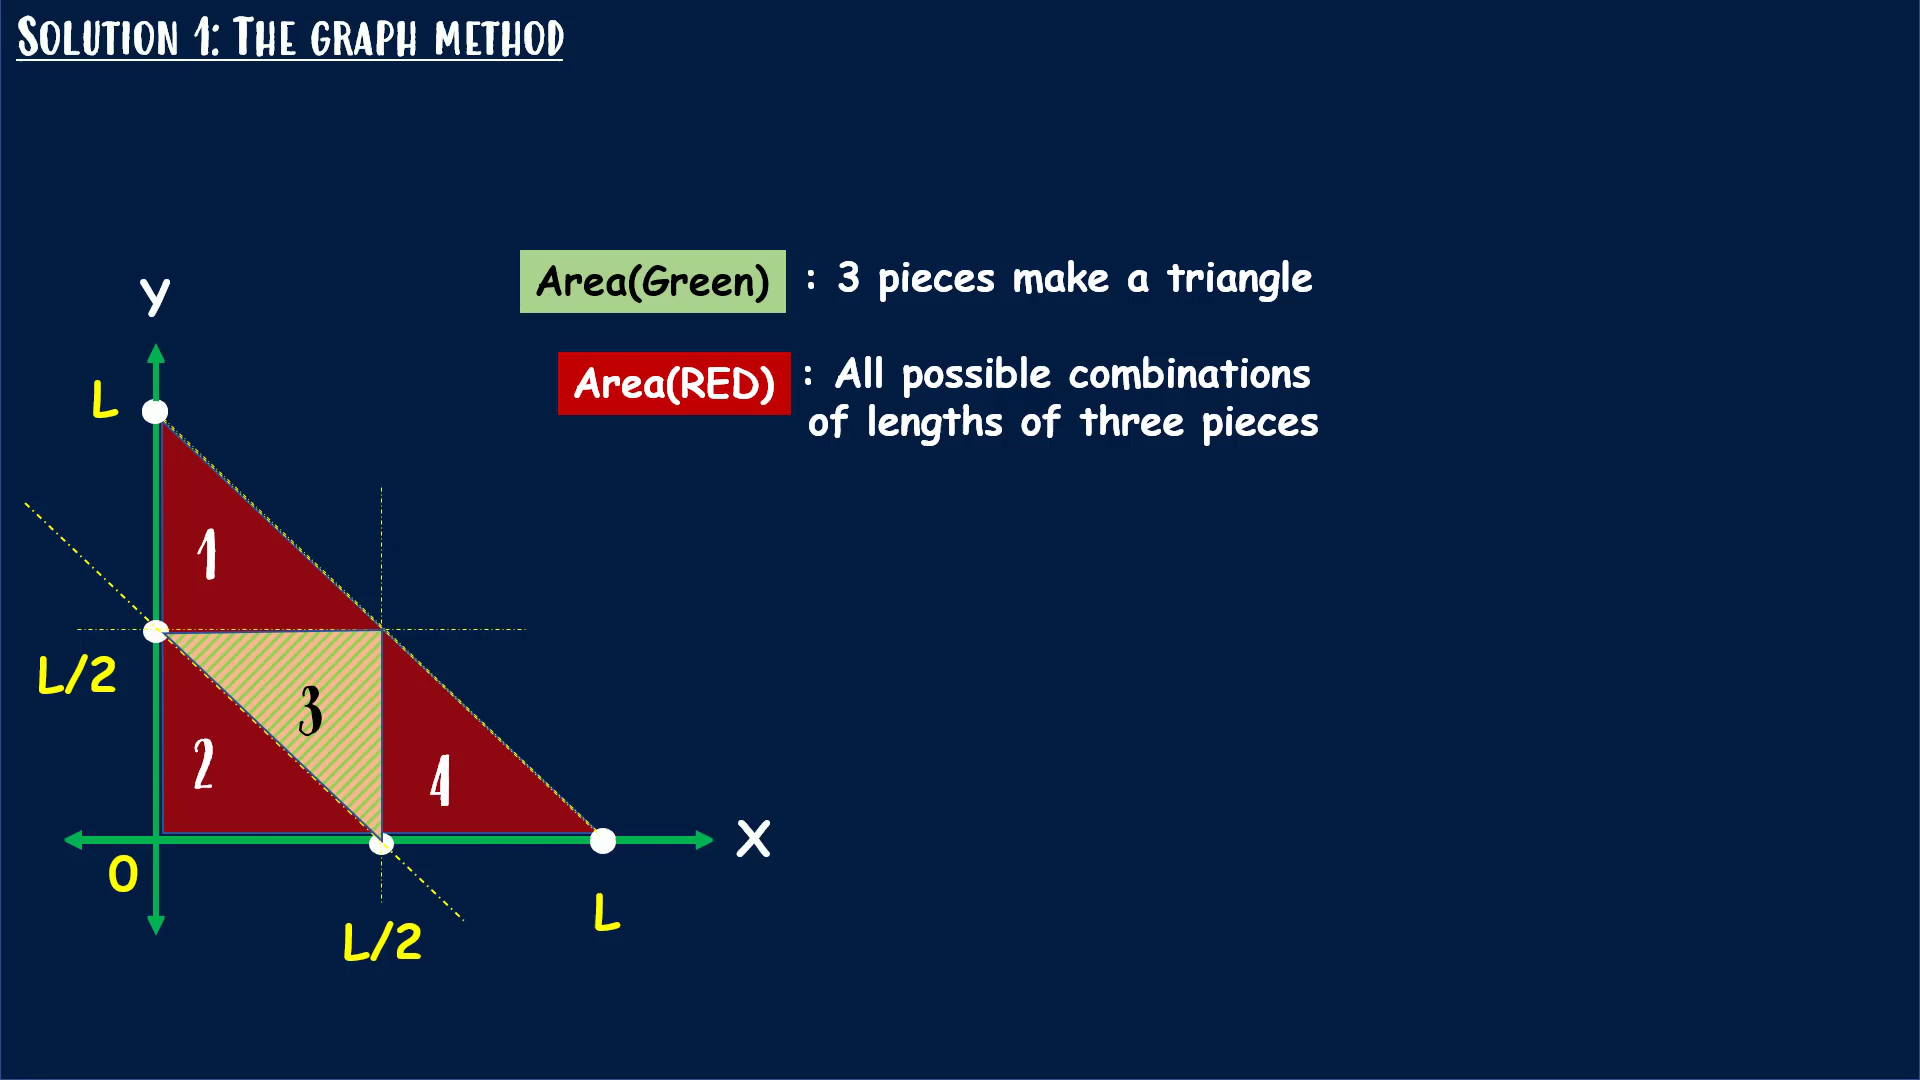 Solution 1: The graph method
Area(Green) : 3 pieces make a triangle
Area(RED) : All possible combinations
of lengths of three pieces
y
L
1
L/2
3
2
4
X
0
L
L/2